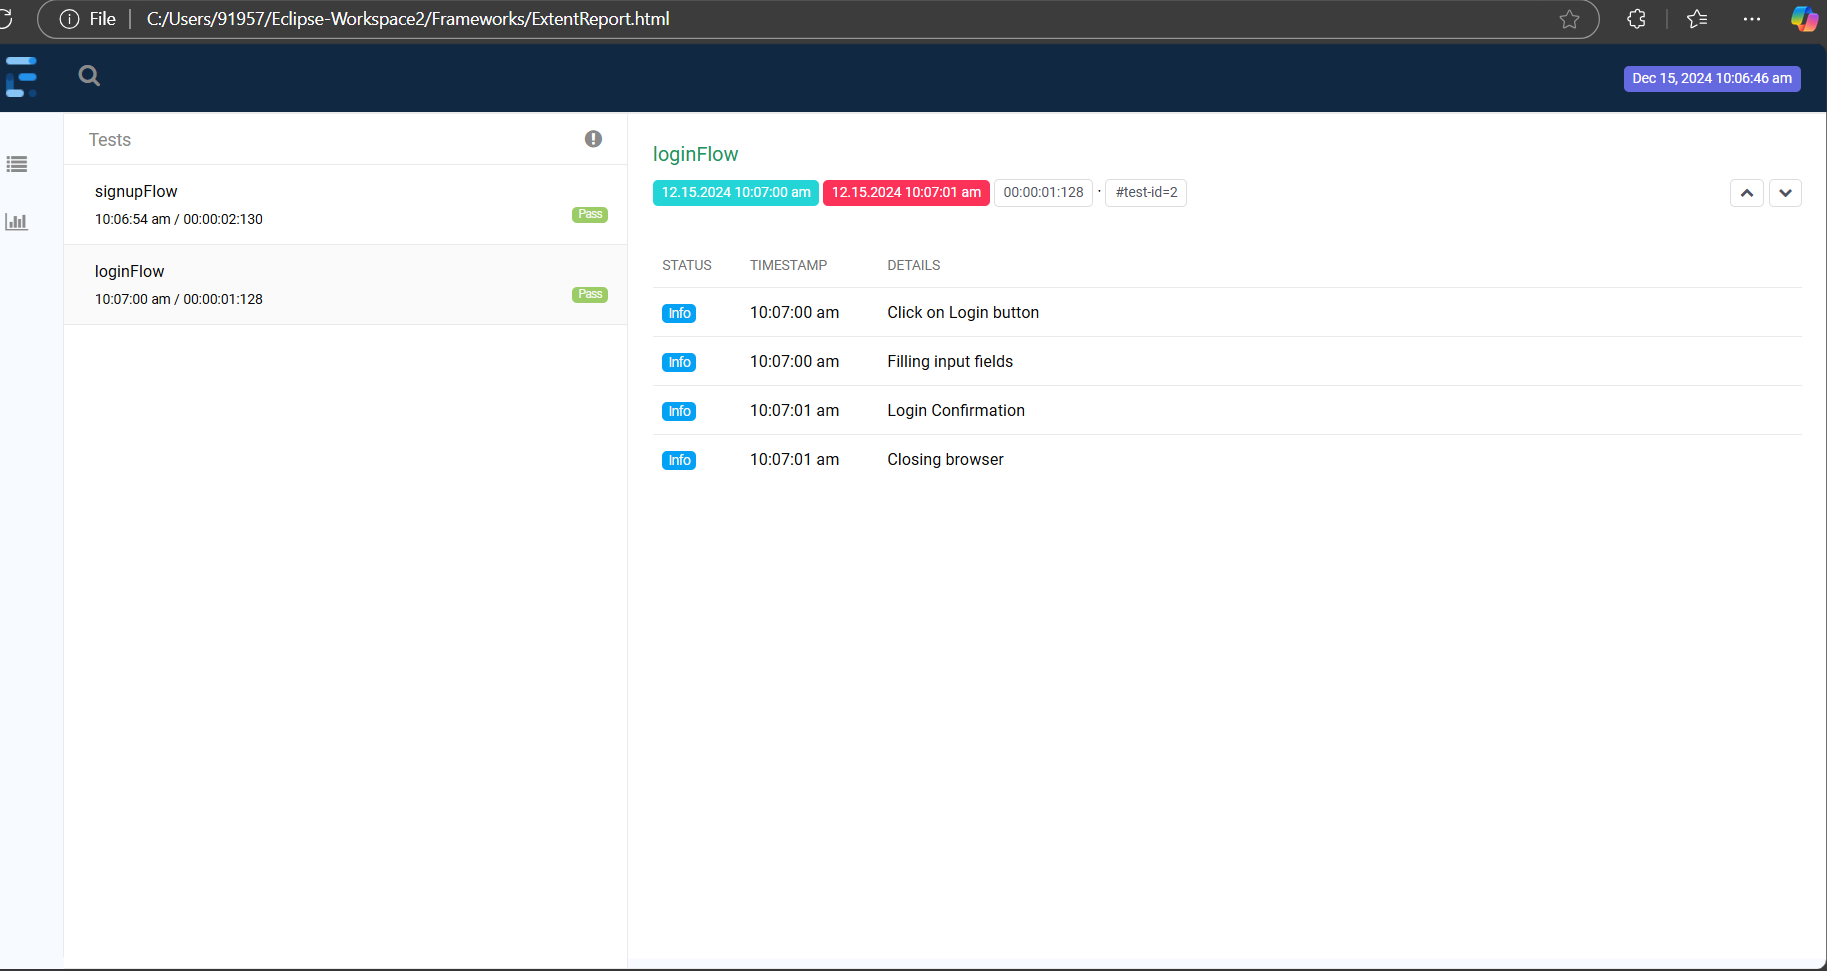 File C:/Users/91957/Eclipse-Workspace2/Frameworks/ExtentReport.html
Dec 15, 2024 10:06:46 am
Tests
signupFlow
10:06:54 am / 00:00:02:130 Pass
loginFlow
10:07:00 am / 00:00:01:128 Pass
loginFlow
12.15.2024 10:07:00 am 12.15.2024 10:07:01 am 00:00:01:128 · #test-id=2
STATUS TIMESTAMP DETAILS
Info 10:07:00 am Click on Login button
Info 10:07:00 am Filling input fields
Info 10:07:01 am Login Confirmation
Info 10:07:01 am Closing browser